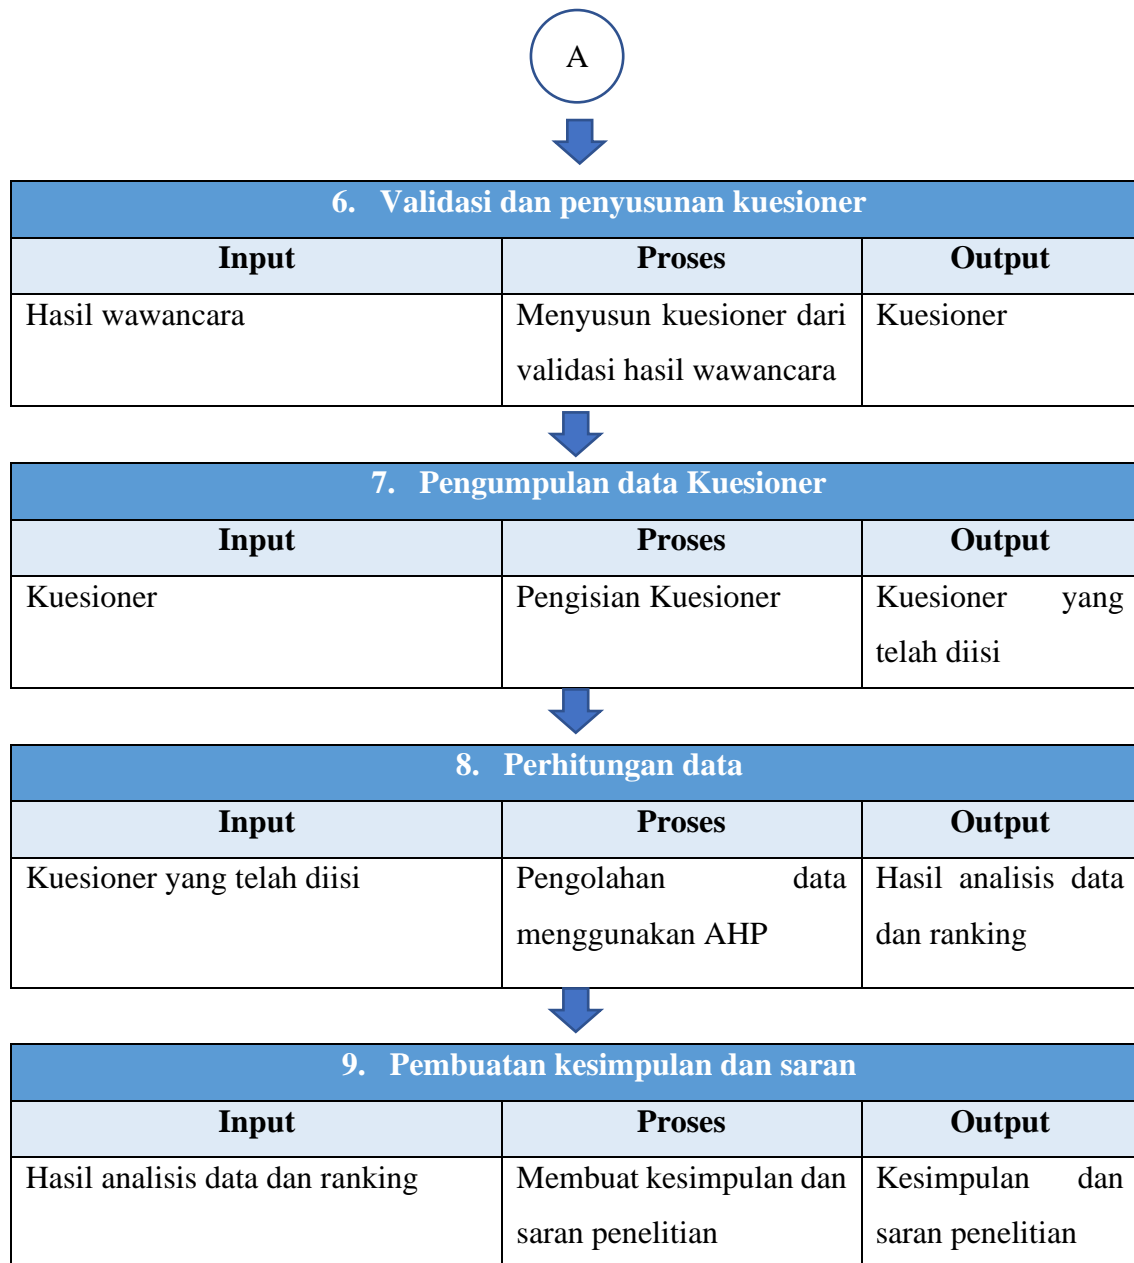 A
6. Validasi dan penyusunan kuesioner
Input Proses Output
Hasil wawancara Menyusun kuesioner dari Kuesioner
validasi hasil wawancara
7. Pengumpulan data Kuesioner
Input Proses Output
Kuesioner Pengisian Kuesioner Kuesioner yang
telah diisi
8. Perhitungan data
Input Proses Output
Kuesioner yang telah diisi Pengolahan data Hasil analisis data
menggunakan AHP dan ranking
9. Pembuatan kesimpulan dan saran
Input Proses Output
Hasil analisis data dan ranking Membuat kesimpulan dan Kesimpulan dan
saran penelitian saran penelitian